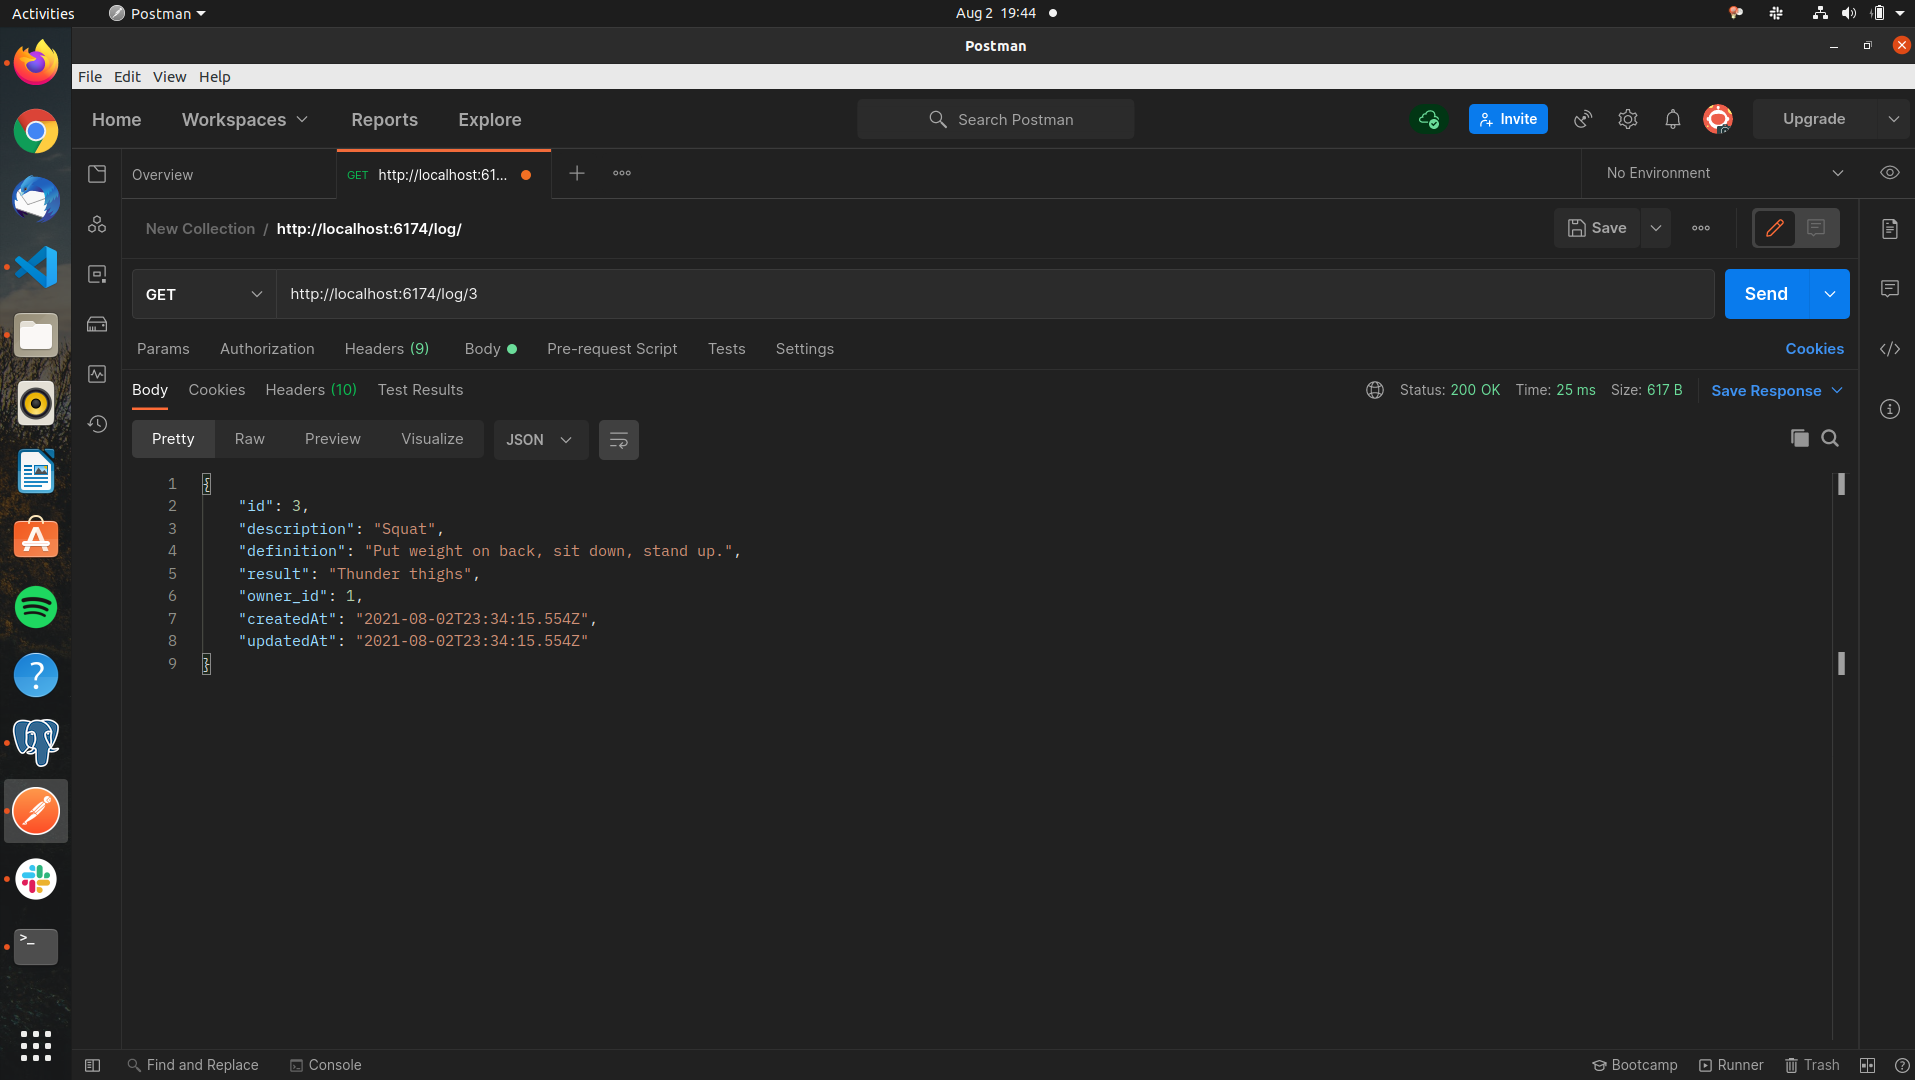 Activities Postman Aug 2 19:44
Postman
File Edit View Help
Home Workspaces Reports Explore Search Postman Invite Upgrade
Overview GET http://localhost:61... No Environment
New Collection / http://localhost:6174/log/ Save
GET http://localhost:6174/log/3 Send
Params Authorization Headers (9) Body Pre-request Script Tests Settings Cookies
Body Cookies Headers (10) Test Results Status: 200 OK Time: 25 ms Size: 617 B Save Response
Pretty Raw Preview Visualize JSON
1 {
2 "id": 3,
3 "description": "Squat",
4 "definition": "Put weight on back, sit down, stand up.",
5 "result": "Thunder thighs",
6 "owner_id": 1,
7 "createdAt": "2021-08-02T23:34:15.554Z",
8 "updatedAt": "2021-08-02T23:34:15.554Z"
9 }
Find and Replace Console Bootcamp Runner Trash